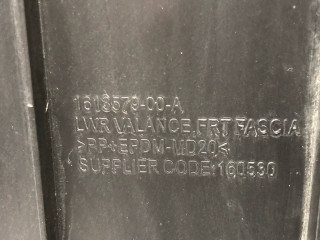 1613579-00-A
LWR VALANCE,FRT FASCIA
>PP+EPDM-MD20<
SUPPLIER CODE:160530